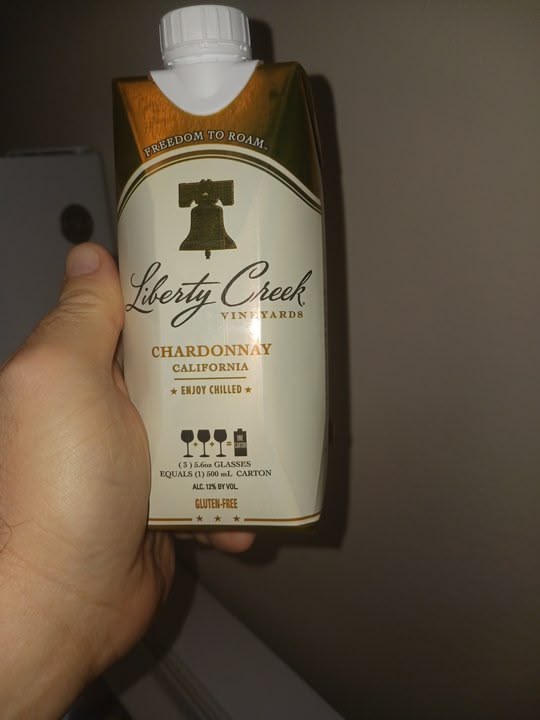 FREEDOM TO ROAM™
Liberty Creek
VINEYARDS
CHARDONNAY
CALIFORNIA
★ ENJOY CHILLED ★
+ + =
(3) 5.6oz GLASSES
EQUALS (1) 500 mL CARTON
ALC. 12% BY VOL.
GLUTEN-FREE